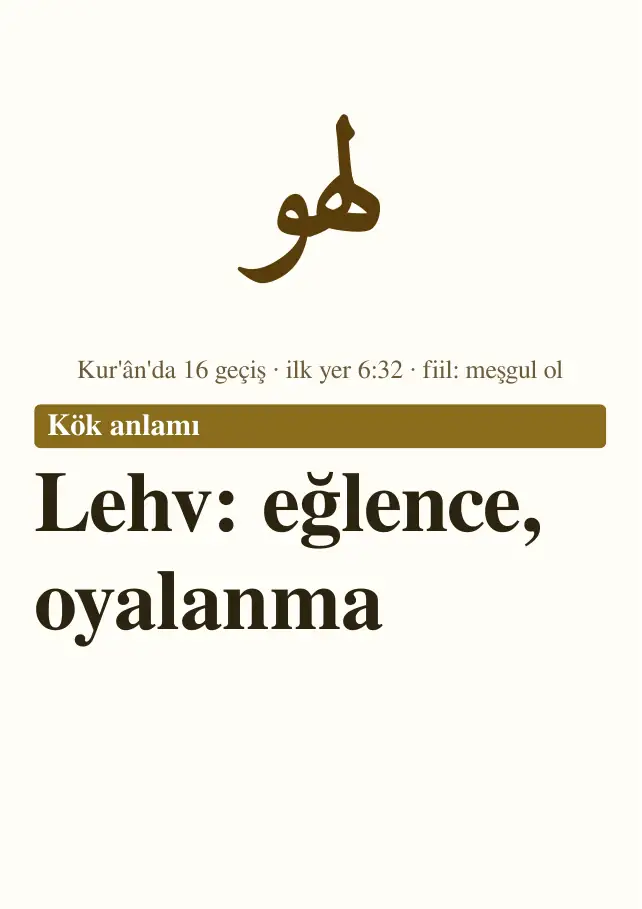 لهو
Kur'ân'da 16 geçiş · ilk yer 6:32 · fiil: meşgul ol
Kök anlamı
Lehv: eğlence,
oyalanma